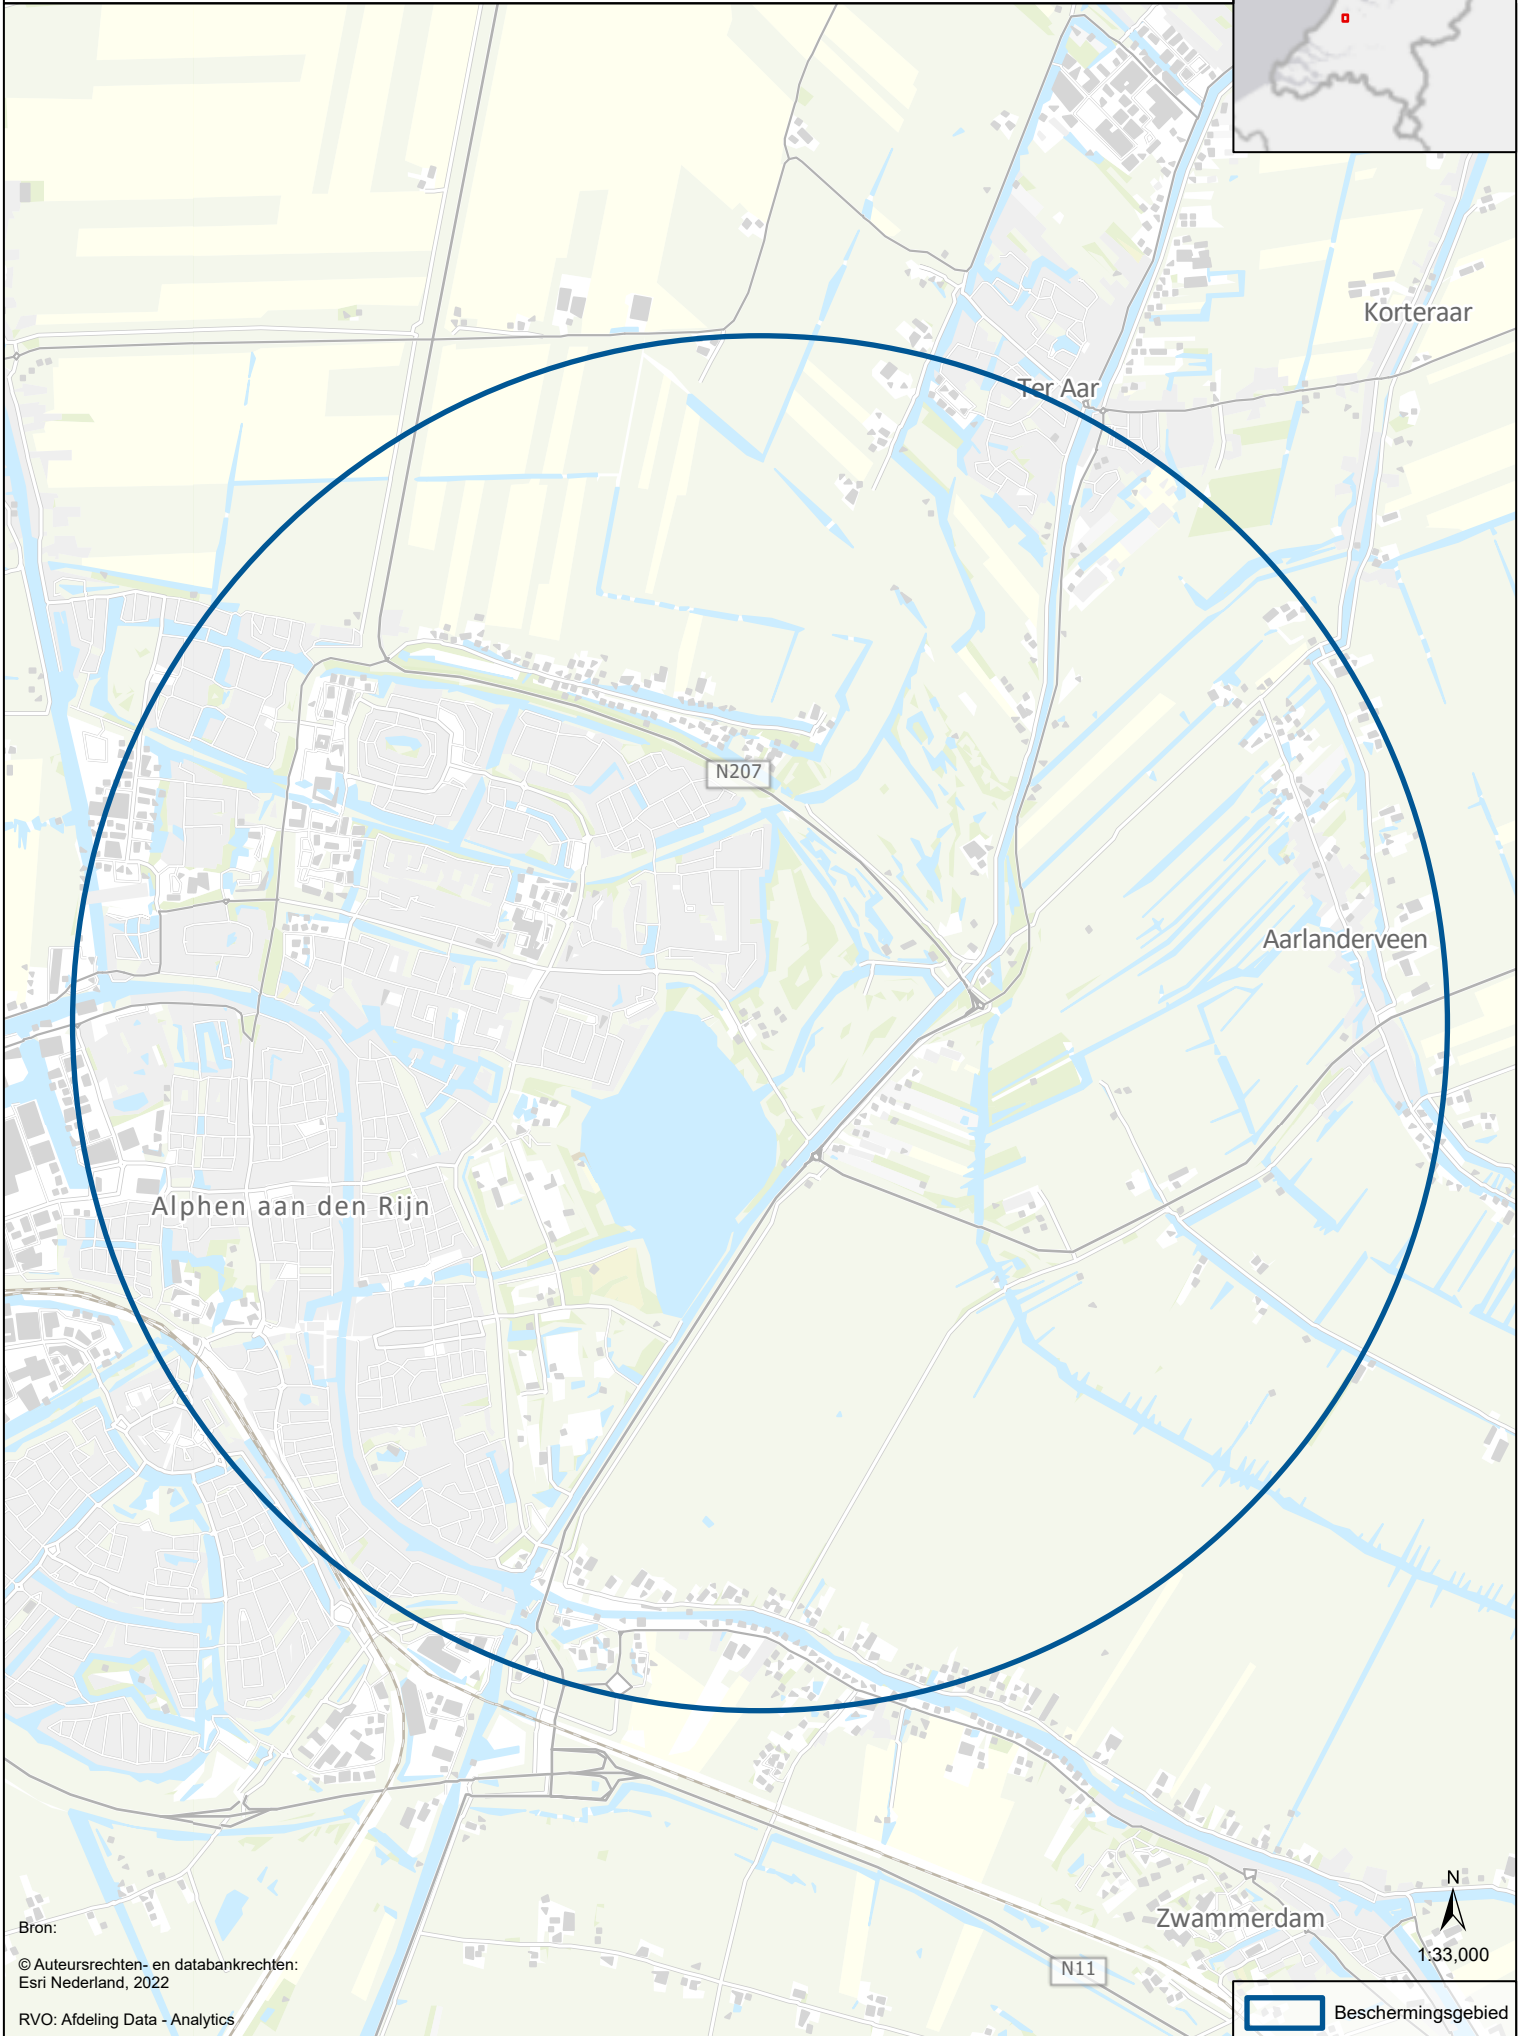 Korteraar
Ter Aar
N207
Aarlanderveen
Alphen aan den Rijn
Zwammerdam
N11
N
1:33,000
Bron:
© Auteursrechten- en databankrechten:
Esri Nederland, 2022
RVO: Afdeling Data - Analytics
Beschermingsgebied